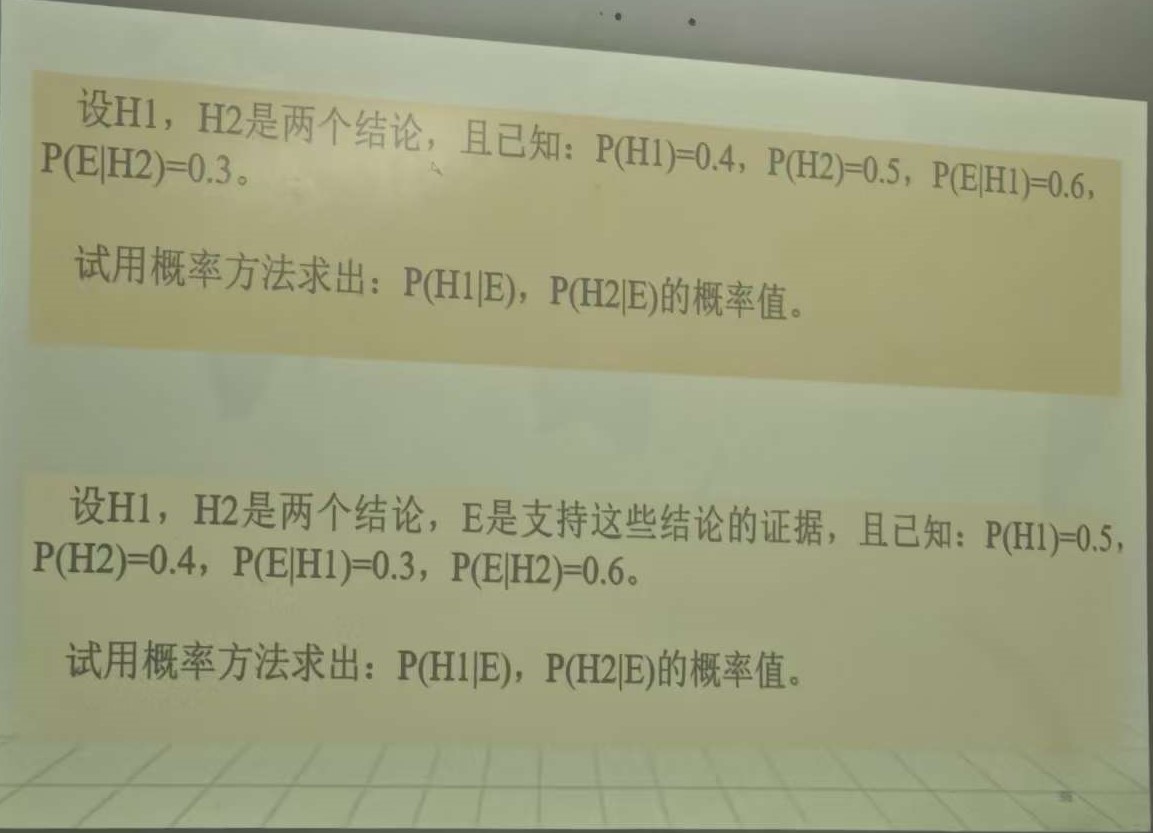 设H1，H2是两个结论，且已知：P(H1)=0.4，P(H2)=0.5，P(E|H1)=0.6，
P(E|H2)=0.3。
试用概率方法求出：P(H1|E)，P(H2|E)的概率值。
设H1，H2是两个结论，E是支持这些结论的证据，且已知：P(H1)=0.5，
P(H2)=0.4，P(E|H1)=0.3，P(E|H2)=0.6。
试用概率方法求出：P(H1|E)，P(H2|E)的概率值。